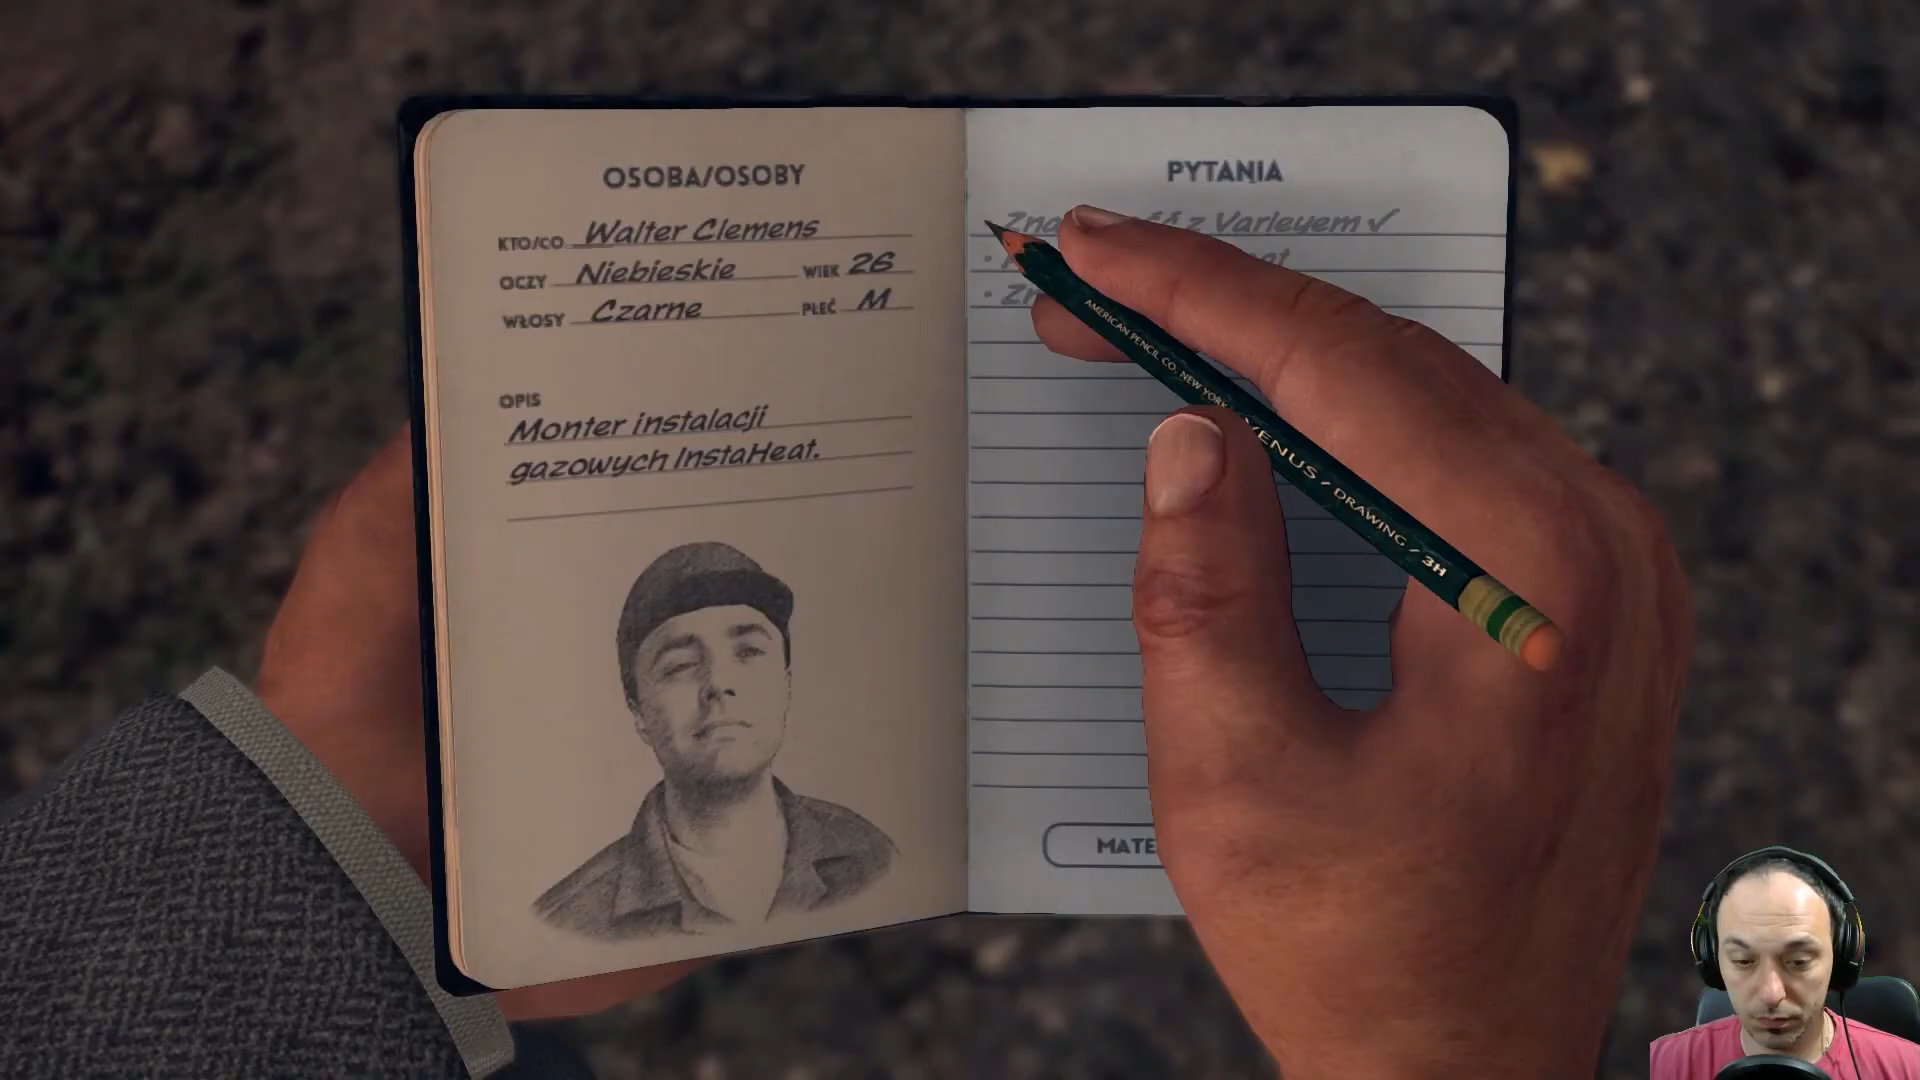 OSOBA/OSOBY
KTO/CO Walter Clemens
OCZY Niebieskie WIEK 26
WŁOSY Czarne PŁEĆ M
OPIS
Monter instalacji
gazowych InstaHeat.
PYTANIA
z Varleyem ✓
AMERICAN PENCIL CO. NEW YORK VENUS / DRAWING / 3H